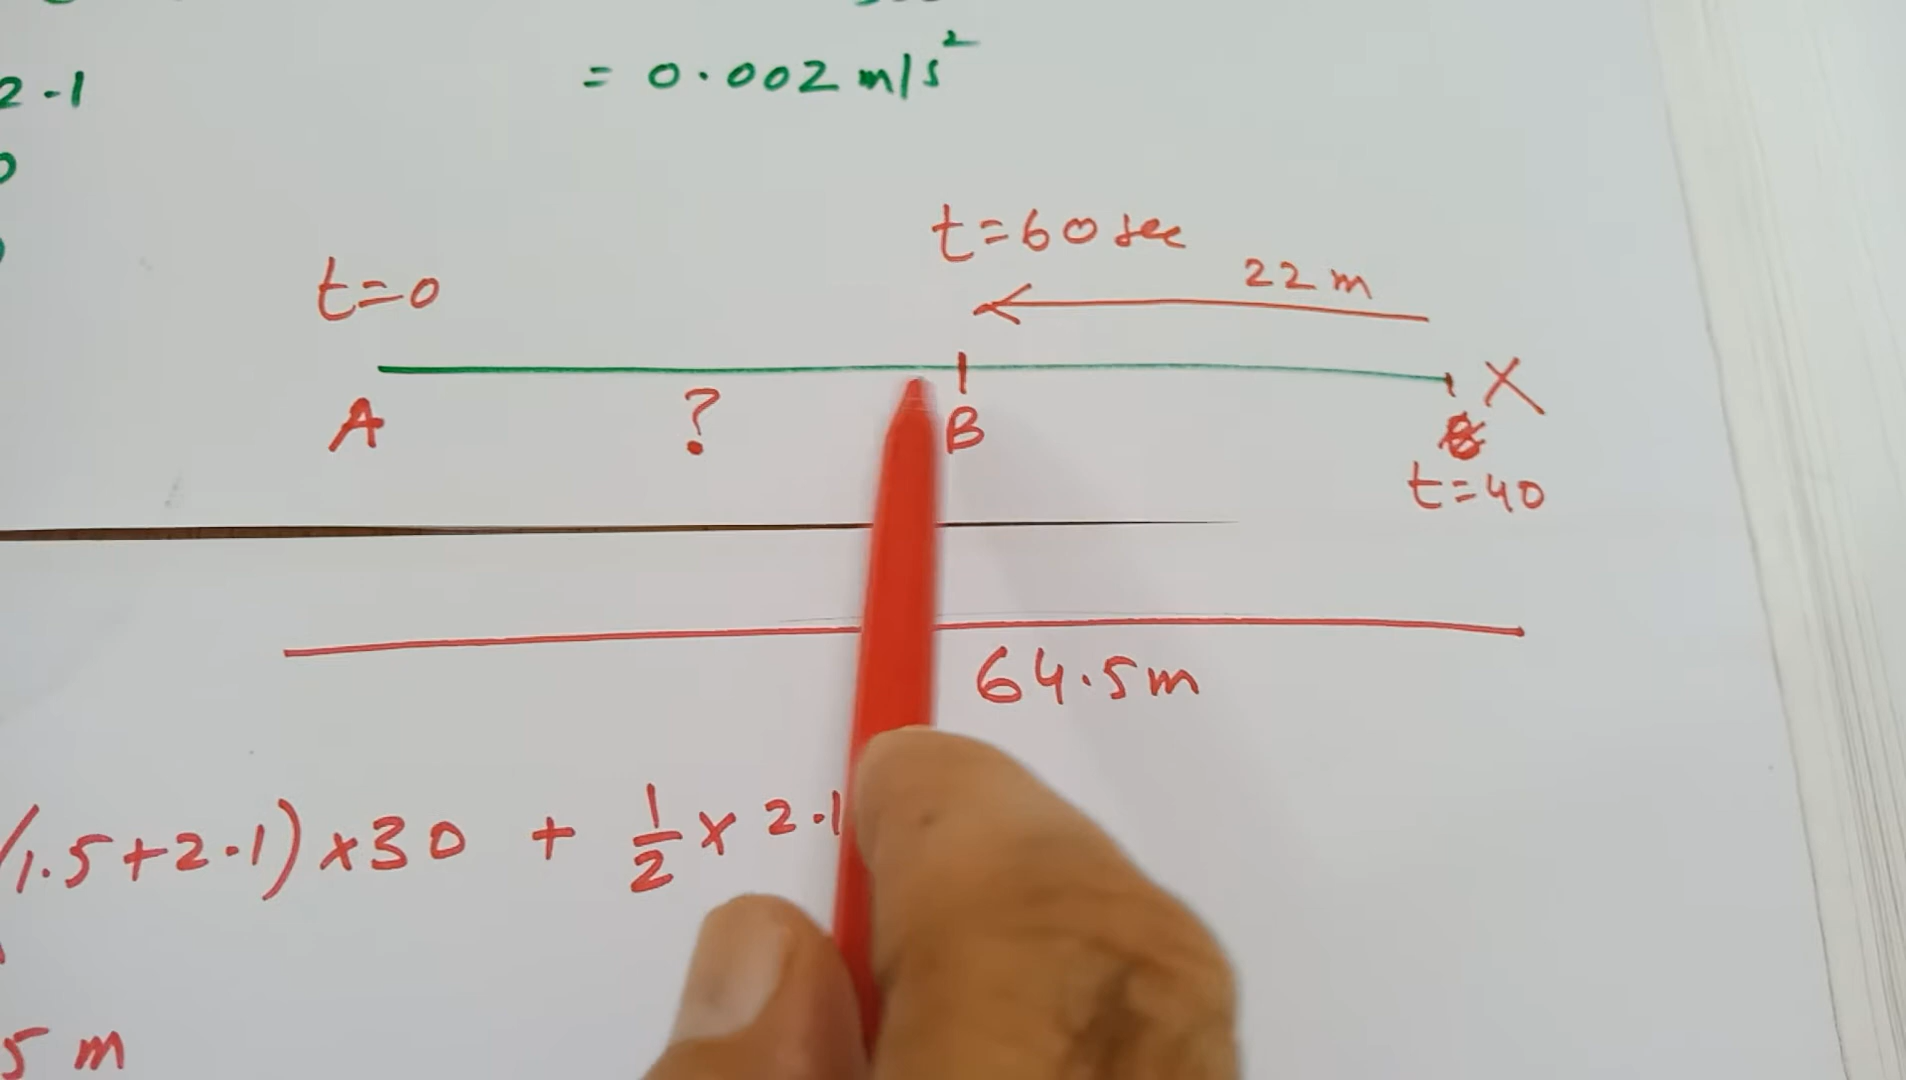 2.1
= 0.002 m/s²
t=60 sec
22 m
t=0
X
A
?
B
t=40
64.5m
(1.5+2.1)×30 + 1/2 × 2.1
5 m